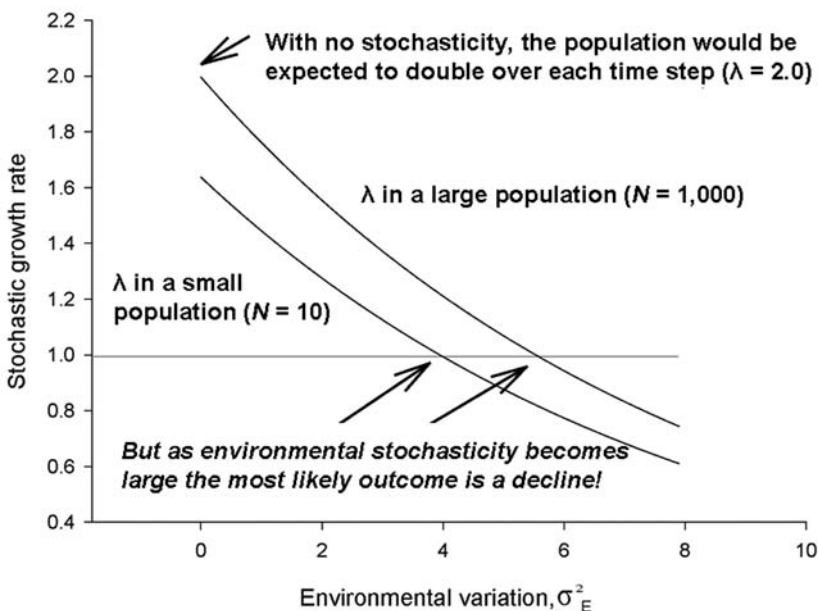 2.2
With no stochasticity, the population would be
expected to double over each time step (λ = 2.0)
2.0
1.8
1.6
λ in a large population (N = 1,000)
1.4
λ in a small
population (N = 10)
1.2
1.0
0.8
But as environmental stochasticity becomes
large the most likely outcome is a decline!
0.6
0.4
Stochastic growth rate
0 2 4 6 8 10
Environmental variation, σ²E